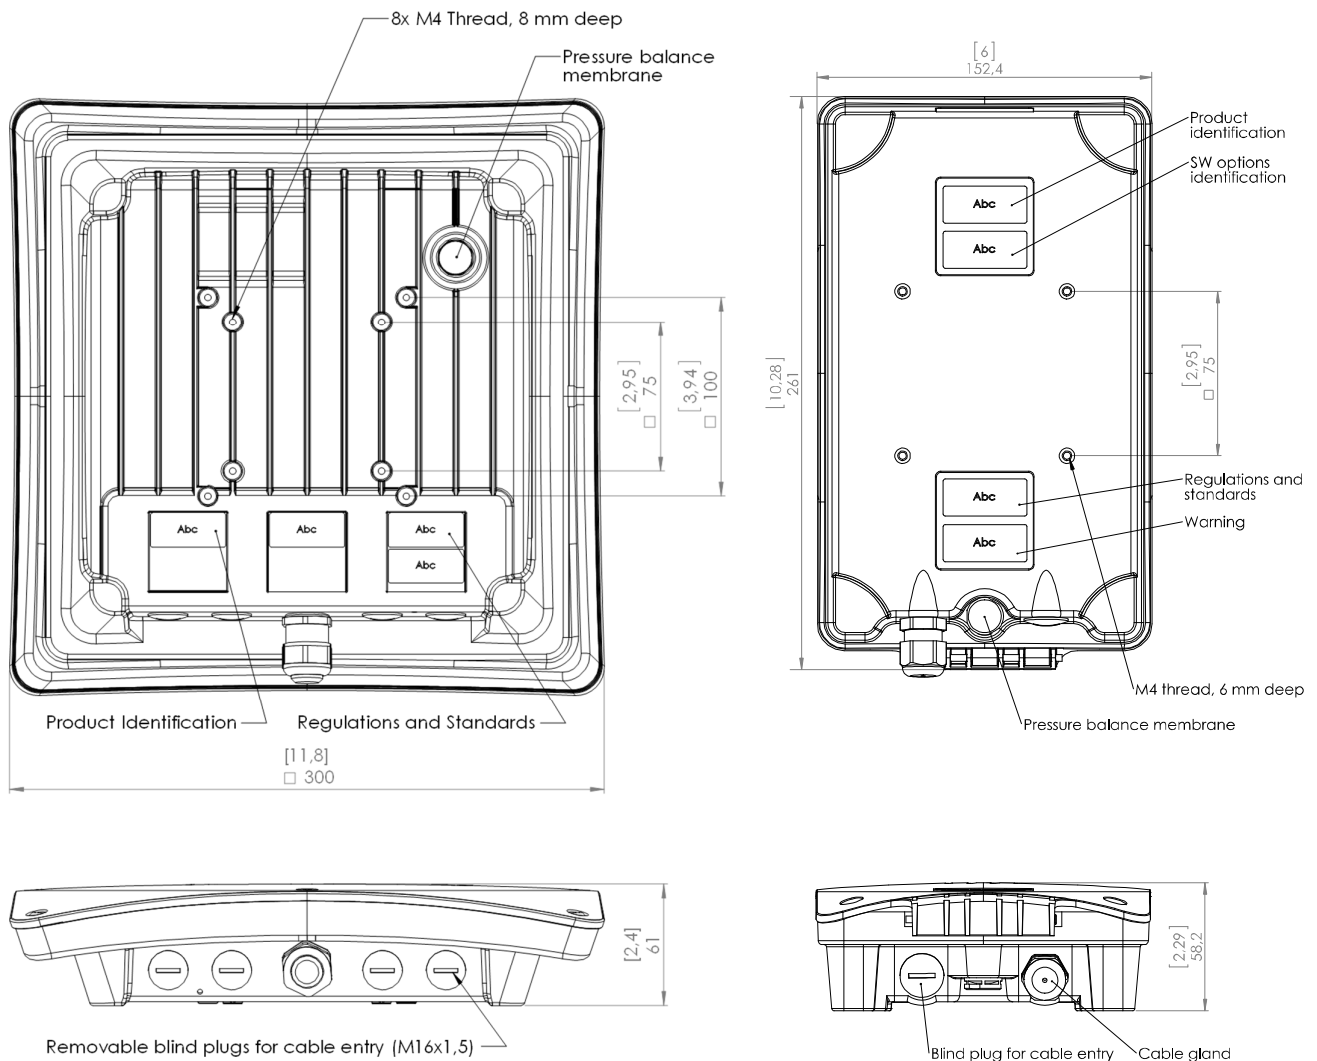 8x M4 Thread, 8 mm deep
Pressure balance
membrane
[2,95]
□ 75
[3,94]
□ 100
Abc
Abc
Abc
Abc
Product Identification
Regulations and Standards
[11,8]
□ 300
[6]
152,4
Product
identification
SW options
identification
Abc
Abc
[10,28]
261
[2,95]
□ 75
Regulations and
standards
Warning
Abc
Abc
M4 thread, 6 mm deep
Pressure balance membrane
[2,4]
61
Removable blind plugs for cable entry (M16x1,5)
[2,29]
58,2
Blind plug for cable entry
Cable gland